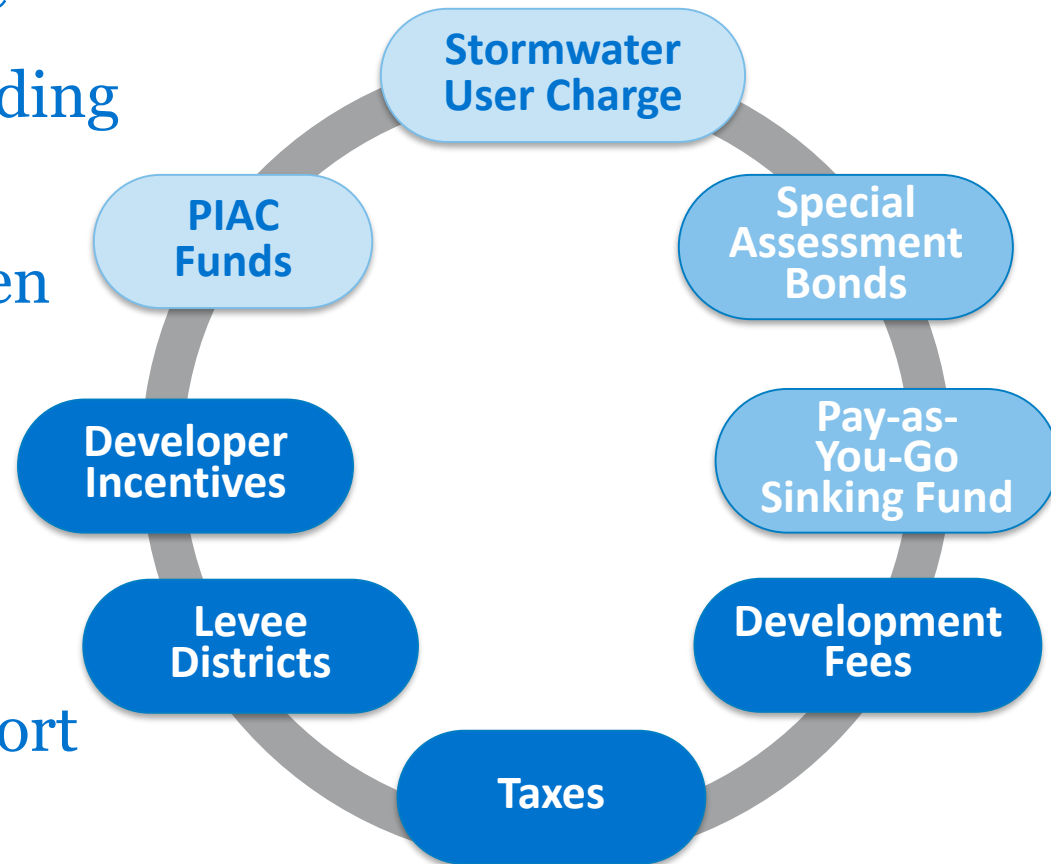 ding
en
ort
Stormwater
User Charge
Special
Assessment
Bonds
Pay-as-
You-Go
Sinking Fund
Development
Fees
Taxes
Levee
Districts
Developer
Incentives
PIAC
Funds